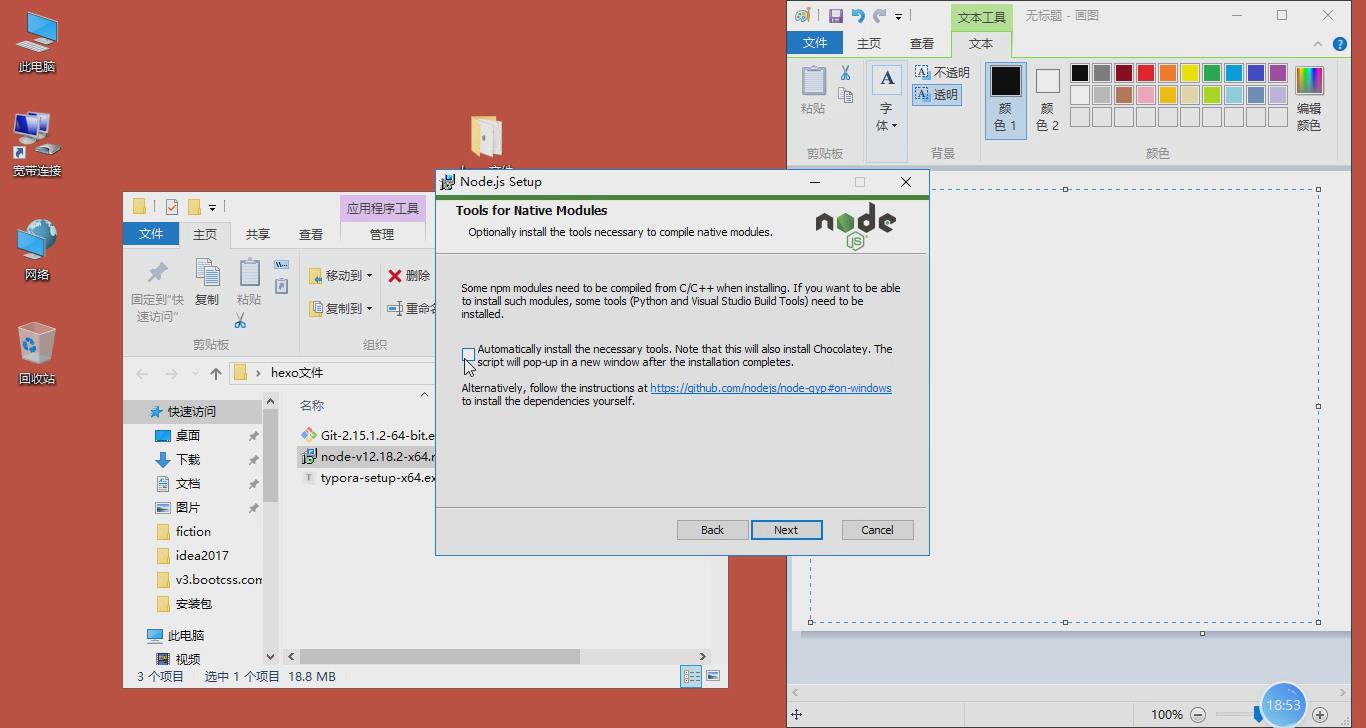 此电脑
宽带连接
网络
回收站
文本工具
无标题 - 画图
文件
主页
查看
文本
粘贴
剪贴板
A
字
体
A 不透明
A 透明
背景
颜
色 1
颜
色 2
编辑
颜色
颜色
100%
18:53
应用程序工具
文件
主页
共享
查看
管理
固定到"快
速访问"
复制
粘贴
移动到
复制到
删除
重命名
剪贴板
组织
hexo文件
名称
快速访问
桌面
下载
文档
图片
fiction
idea2017
v3.bootcss.com
安装包
此电脑
视频
Git-2.15.1.2-64-bit.e
node-v12.18.2-x64.m
typora-setup-x64.ex
3 个项目
选中 1 个项目
18.8 MB
Node.js Setup
Tools for Native Modules
Optionally install the tools necessary to compile native modules.
node
JS
Some npm modules need to be compiled from C/C++ when installing. If you want to be able
to install such modules, some tools (Python and Visual Studio Build Tools) need to be
installed.
Automatically install the necessary tools. Note that this will also install Chocolatey. The
script will pop-up in a new window after the installation completes.
Alternatively, follow the instructions at https://github.com/nodejs/node-gyp#on-windows
to install the dependencies yourself.
Back
Next
Cancel